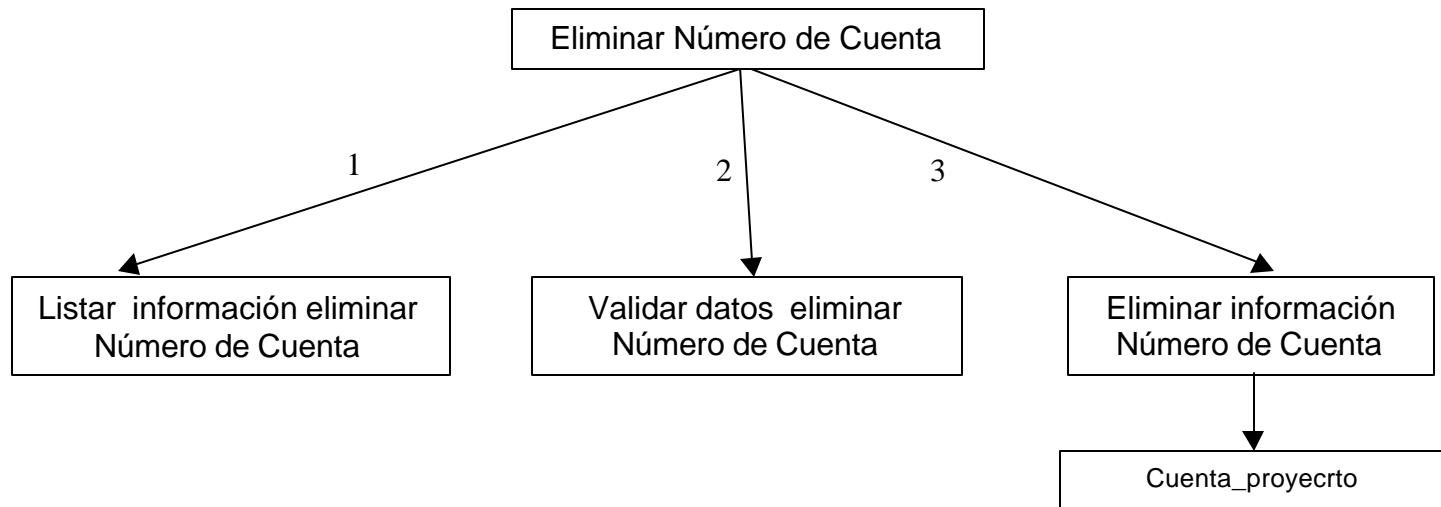 Eliminar Número de Cuenta
1
2
3
Listar información eliminar
Número de Cuenta
Validar datos eliminar
Número de Cuenta
Eliminar información
Número de Cuenta
Cuenta_proyecrto